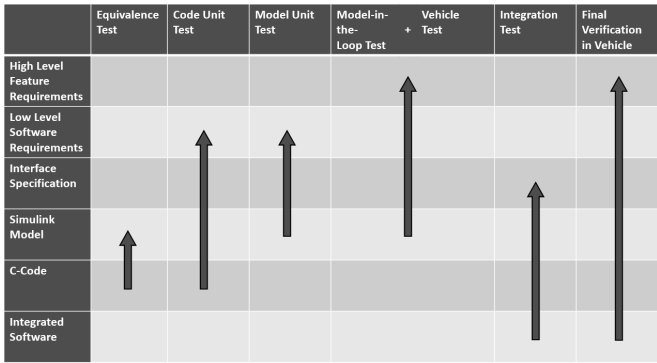 Equivalence
Test
Code Unit
Test
Model Unit
Test
Model-in-
the-
Loop Test
+
Vehicle
Test
Integration
Test
Final
Verification
in Vehicle
High Level
Feature
Requirements
Low Level
Software
Requirements
Interface
Specification
Simulink
Model
C-Code
Integrated
Software